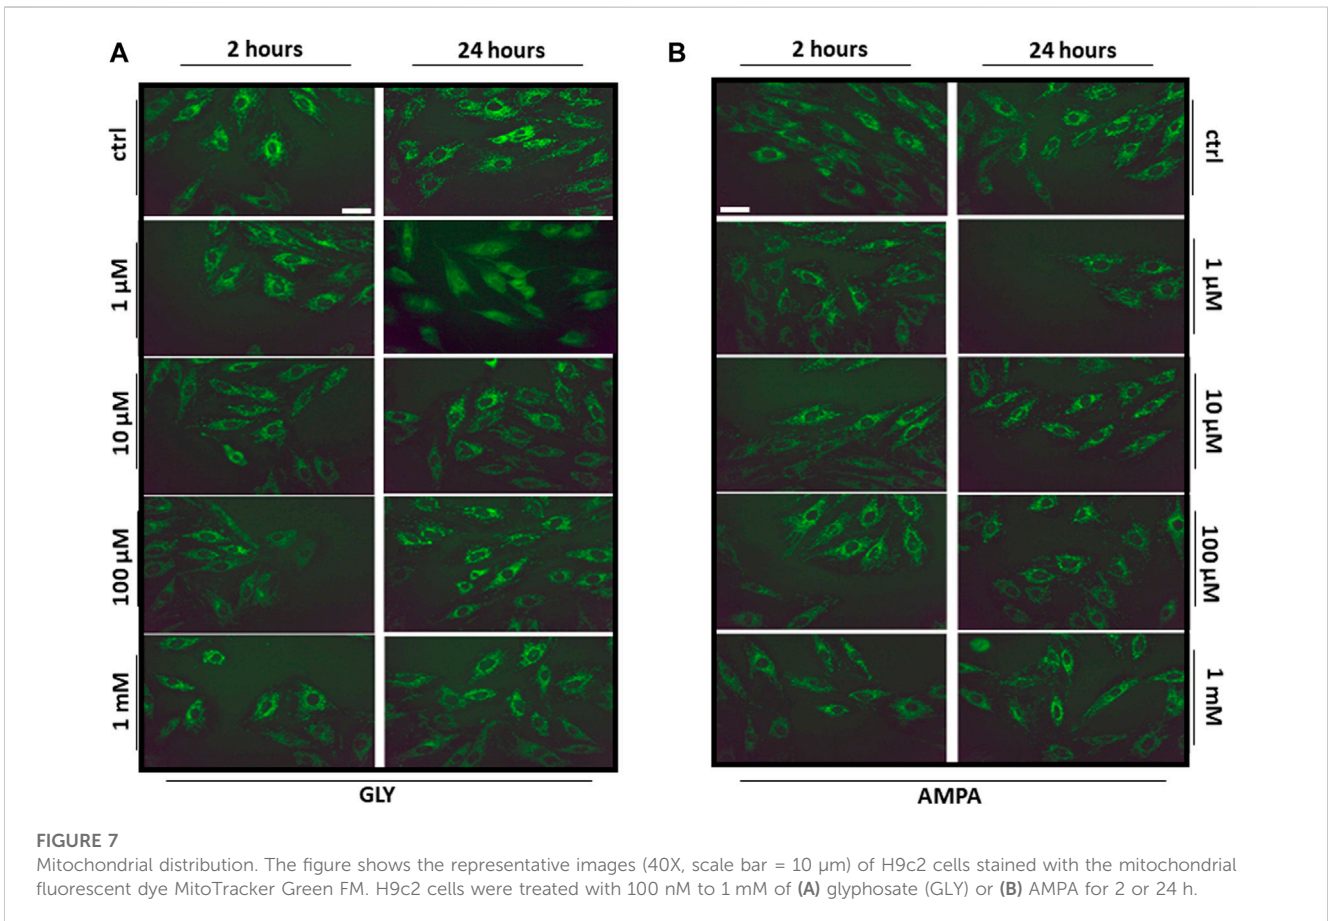 A
2 hours
24 hours
ctrl
1 µM
10 µM
100 µM
1 mM
GLY
B
2 hours
24 hours
ctrl
1 µM
10 µM
100 µM
1 mM
AMPA
FIGURE 7
Mitochondrial distribution. The figure shows the representative images (40X, scale bar = 10 µm) of H9c2 cells stained with the mitochondrial
fluorescent dye MitoTracker Green FM. H9c2 cells were treated with 100 nM to 1 mM of (A) glyphosate (GLY) or (B) AMPA for 2 or 24 h.